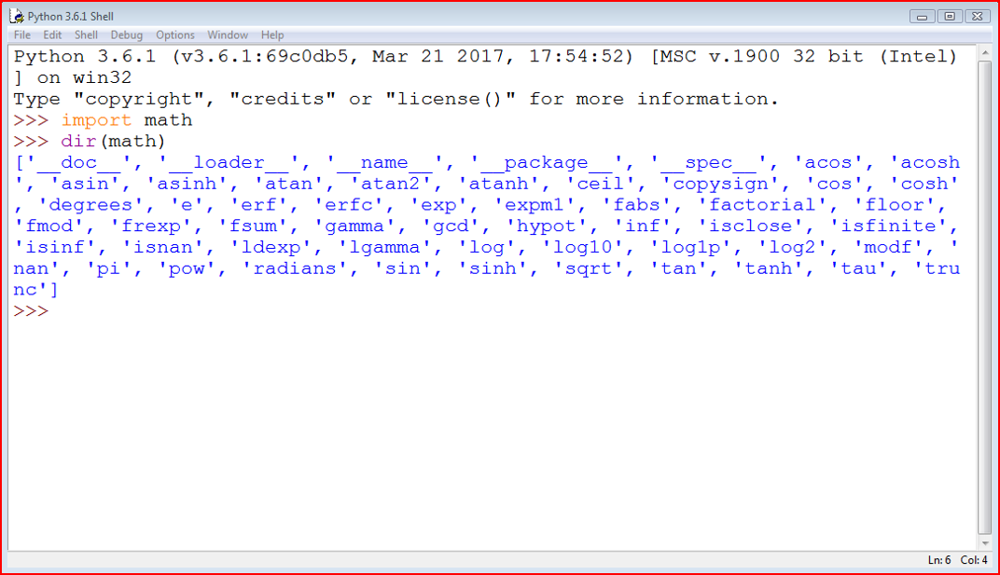 Python 3.6.1 Shell
File Edit Shell Debug Options Window Help
Python 3.6.1 (v3.6.1:69c0db5, Mar 21 2017, 17:54:52) [MSC v.1900 32 bit (Intel)
] on win32
Type "copyright", "credits" or "license()" for more information.
>>> import math
>>> dir(math)
['__doc__', '__loader__', '__name__', '__package__', '__spec__', 'acos', 'acosh
', 'asin', 'asinh', 'atan', 'atan2', 'atanh', 'ceil', 'copysign', 'cos', 'cosh'
, 'degrees', 'e', 'erf', 'erfc', 'exp', 'expm1', 'fabs', 'factorial', 'floor',
'fmod', 'frexp', 'fsum', 'gamma', 'gcd', 'hypot', 'inf', 'isclose', 'isfinite',
'isinf', 'isnan', 'ldexp', 'lgamma', 'log', 'log10', 'log1p', 'log2', 'modf', '
nan', 'pi', 'pow', 'radians', 'sin', 'sinh', 'sqrt', 'tan', 'tanh', 'tau', 'tru
nc']
>>>
Ln: 6 Col: 4